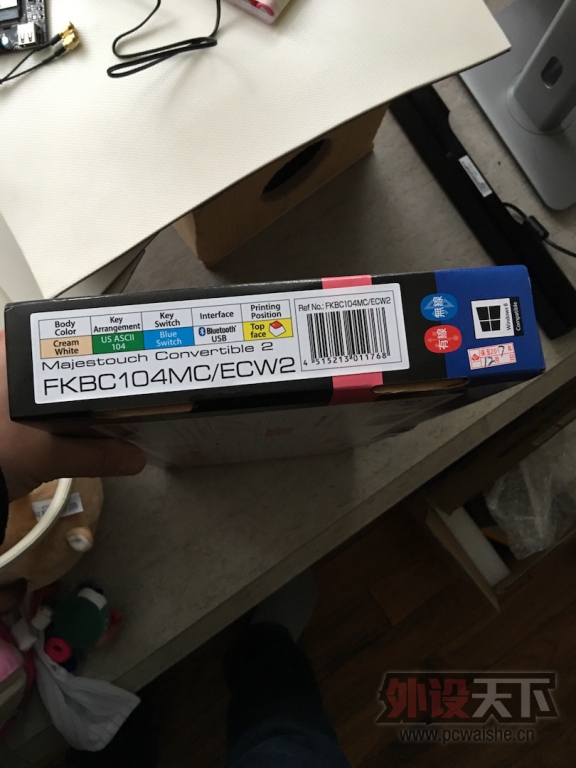 Body Color
Key Arrangement
Key Switch
Interface
Printing Position
Cream White
US ASCII 104
Blue Switch
Bluetooth USB
Top face
Majestouch Convertible 2
FKBC104MC/ECW2
Ref No.: FKBC104MC/ECW2
4 515213 011768
無線
有線
Windows 8
Compatible
外设天下
www.pcwaishe.cn